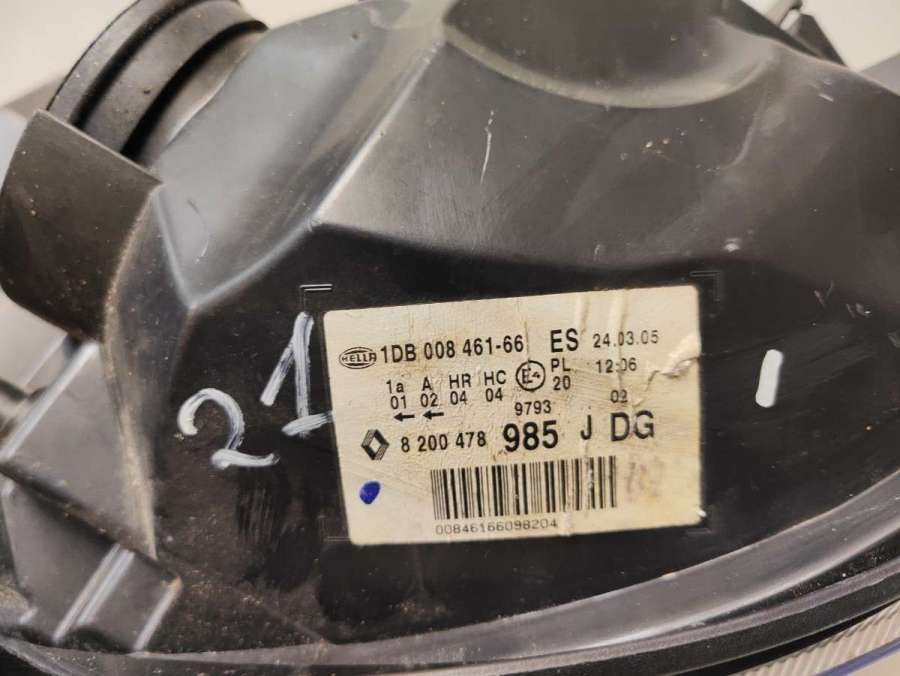 21
HELLA 1DB 008 461-66 ES 24.03.05
1a A HR HC E4 PL 12:06
01 02 04 04 20
9793 02
8 200 478 985 J DG
00846166098204